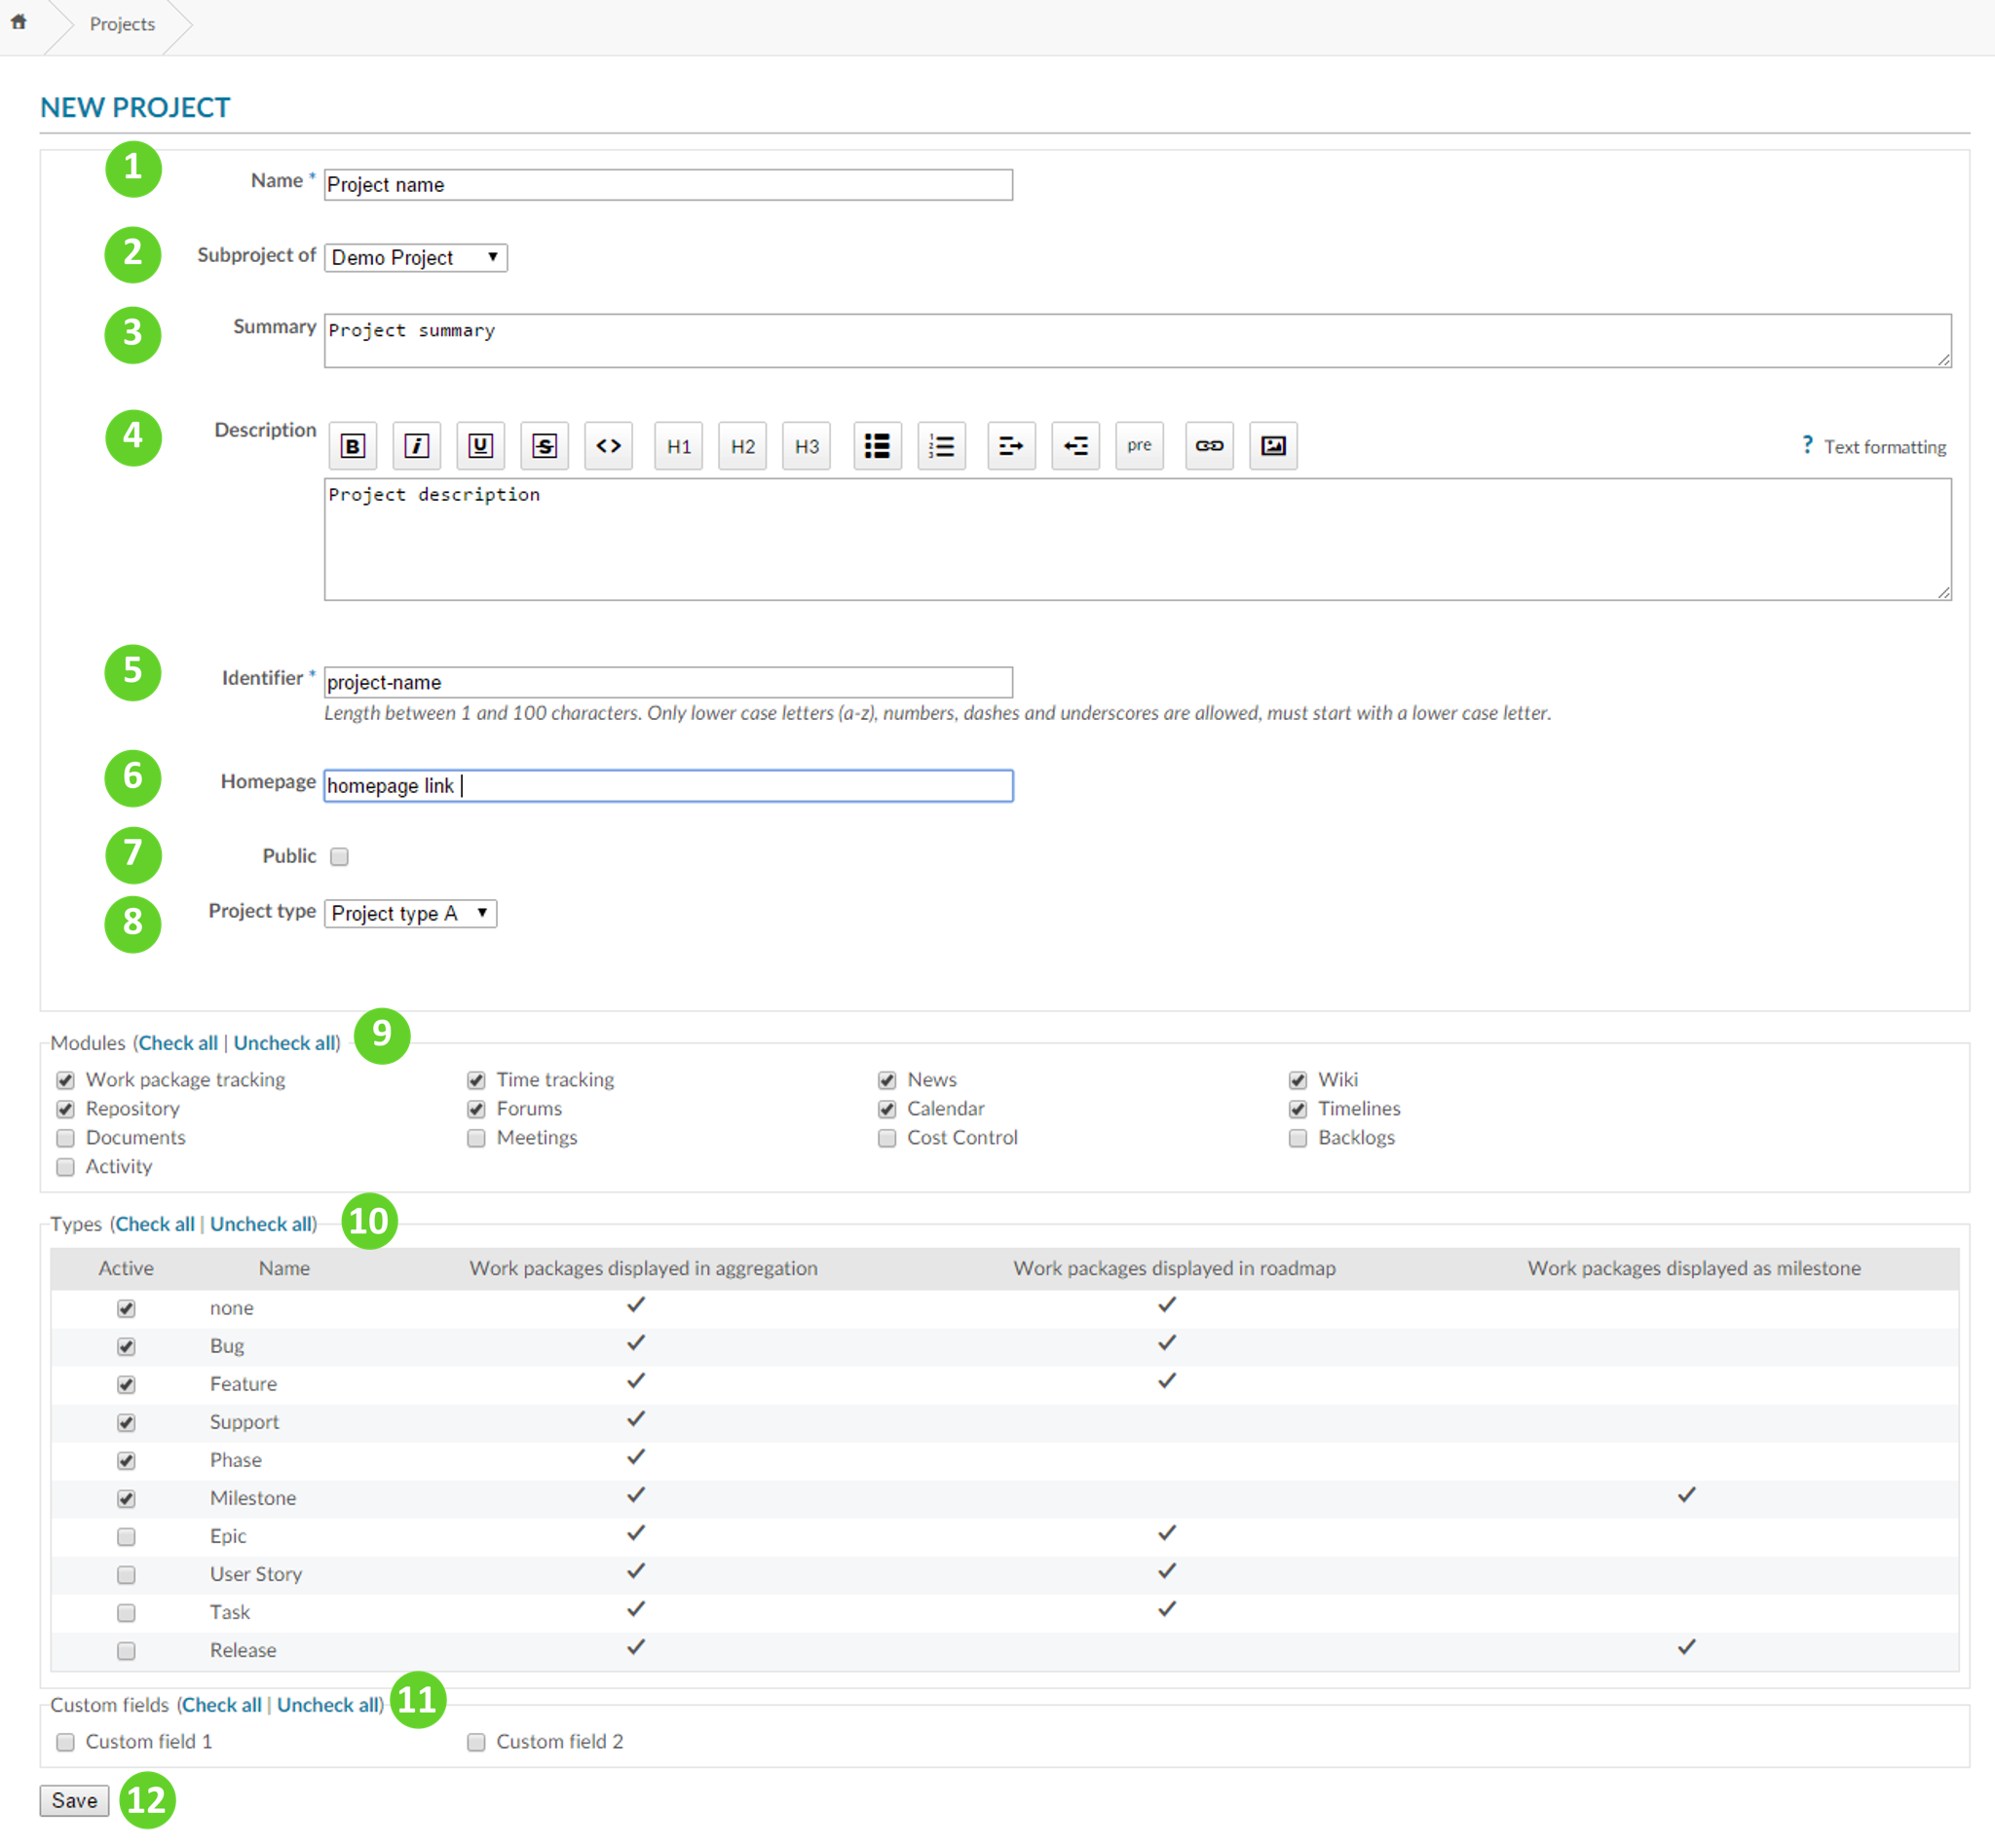 Projects
NEW PROJECT
1 Name * Project name
2 Subproject of Demo Project
3 Summary Project summary
4 Description B i U S <> H1 H2 H3 1 2 3 pre ? Text formatting
Project description
5 Identifier * project-name
Length between 1 and 100 characters. Only lower case letters (a-z), numbers, dashes and underscores are allowed, must start with a lower case letter.
6 Homepage homepage link
7 Public
8 Project type Project type A
Modules (Check all | Uncheck all) 9
Work package tracking Time tracking News Wiki
Repository Forums Calendar Timelines
Documents Meetings Cost Control Backlogs
Activity
Types (Check all | Uncheck all) 10
Active Name Work packages displayed in aggregation Work packages displayed in roadmap Work packages displayed as milestone
none
Bug
Feature
Support
Phase
Milestone
Epic
User Story
Task
Release
Custom fields (Check all | Uncheck all) 11
Custom field 1 Custom field 2
Save 12